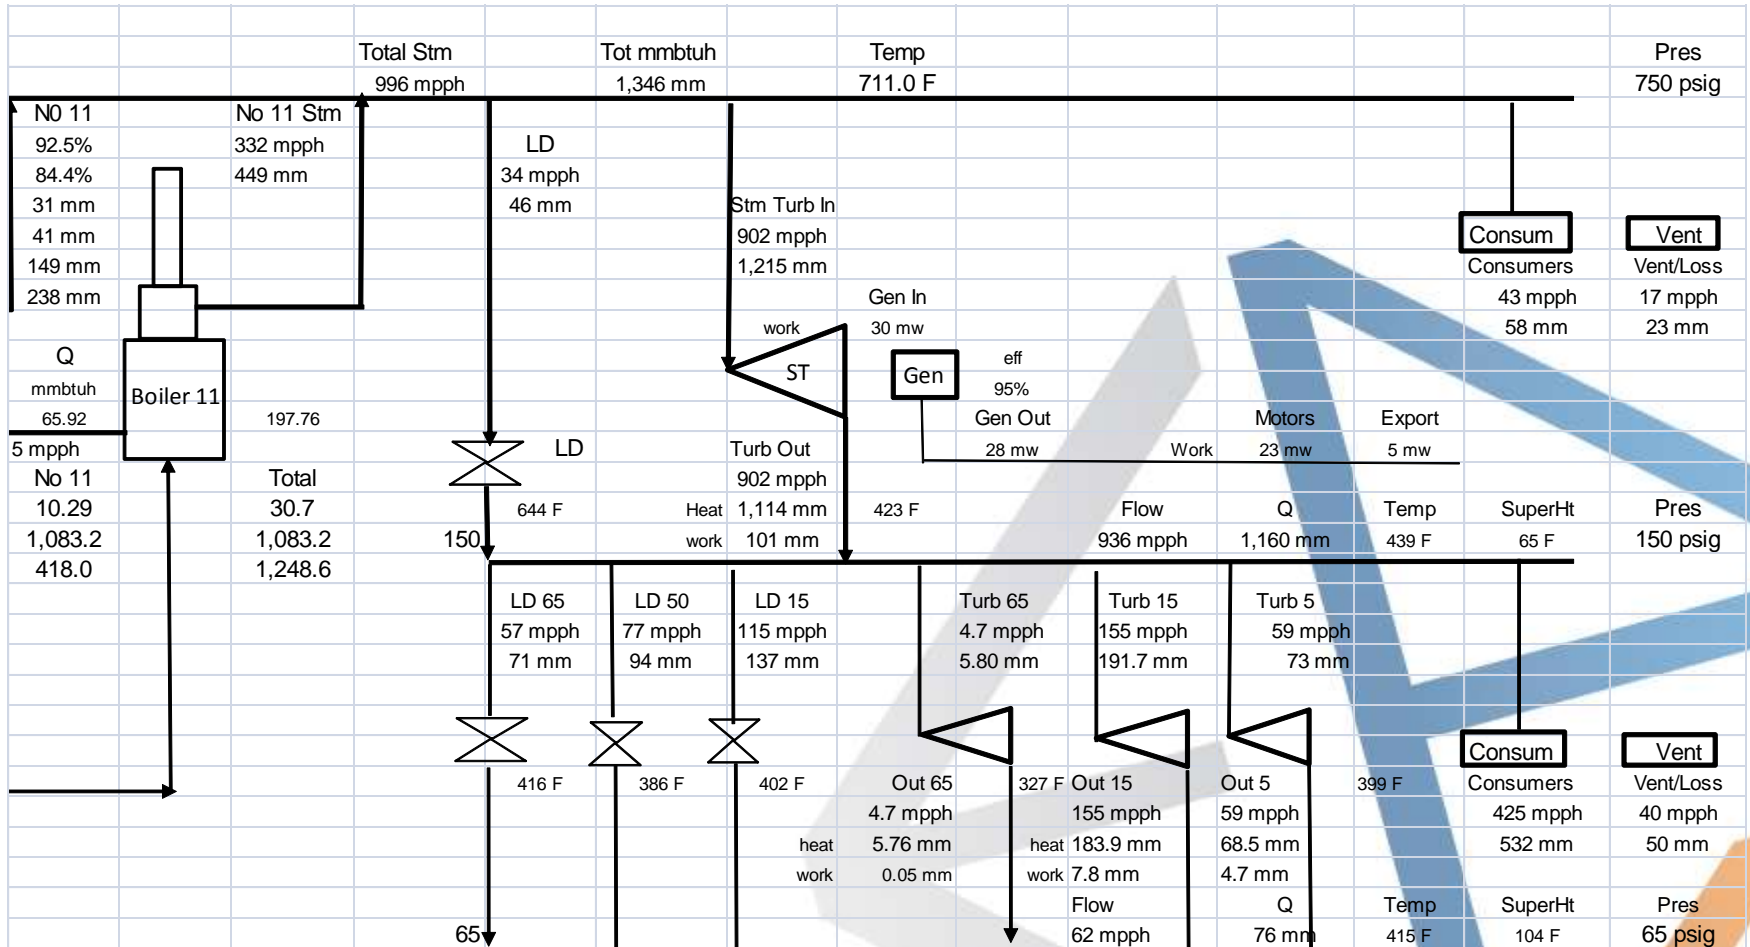 Total Stm Tot mmbtuh Temp Pres
996 mpph 1,346 mm 711.0 F 750 psig
N0 11 No 11 Stm
92.5% 332 mpph LD
84.4% 449 mm 34 mpph
31 mm 46 mm Stm Turb In
41 mm 902 mpph Consum Vent
149 mm 1,215 mm Consumers Vent/Loss
238 mm Gen In 43 mpph 17 mpph
work 30 mw 58 mm 23 mm
Q eff
ST Gen
mmbtuh Boiler 11 95%
65.92 197.76 Gen Out Motors Export
5 mpph LD Turb Out 28 mw Work 23 mw 5 mw
No 11 Total 902 mpph
10.29 30.7 644 F Heat 1,114 mm 423 F Flow Q Temp SuperHt Pres
1,083.2 1,083.2 150 work 101 mm 936 mpph 1,160 mm 439 F 65 F 150 psig
418.0 1,248.6
LD 65 LD 50 LD 15 Turb 65 Turb 15 Turb 5
57 mpph 77 mpph 115 mpph 4.7 mpph 155 mpph 59 mpph
71 mm 94 mm 137 mm 5.80 mm 191.7 mm 73 mm
Consum Vent
416 F 386 F 402 F Out 65 327 F Out 15 Out 5 399 F Consumers Vent/Loss
4.7 mpph 155 mpph 59 mpph 425 mpph 40 mpph
heat 5.76 mm heat 183.9 mm 68.5 mm 532 mm 50 mm
work 0.05 mm work 7.8 mm 4.7 mm
Flow Q Temp SuperHt Pres
65 62 mpph 76 mm 415 F 104 F 65 psig